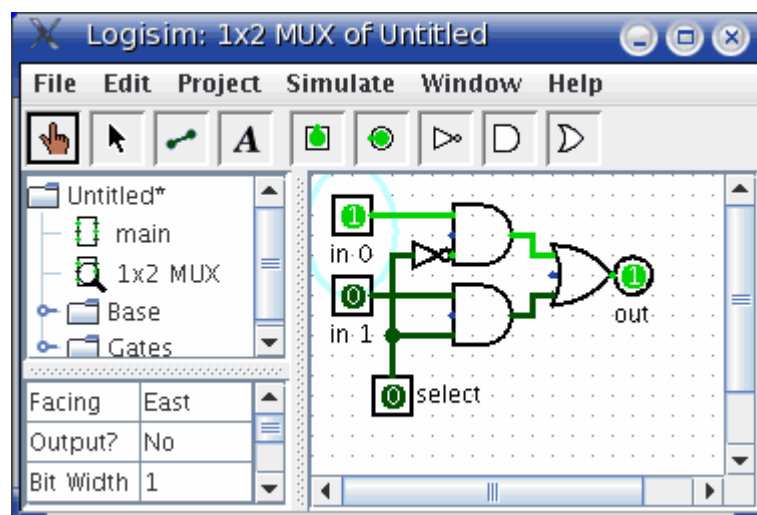 Logisim: 1x2 MUX of Untitled
File Edit Project Simulate Window Help
A
Untitled*
main
1x2 MUX
Base
Gates
Facing East
Output? No
Bit Width 1
1
in 0
0
in 1
0 select
1
out